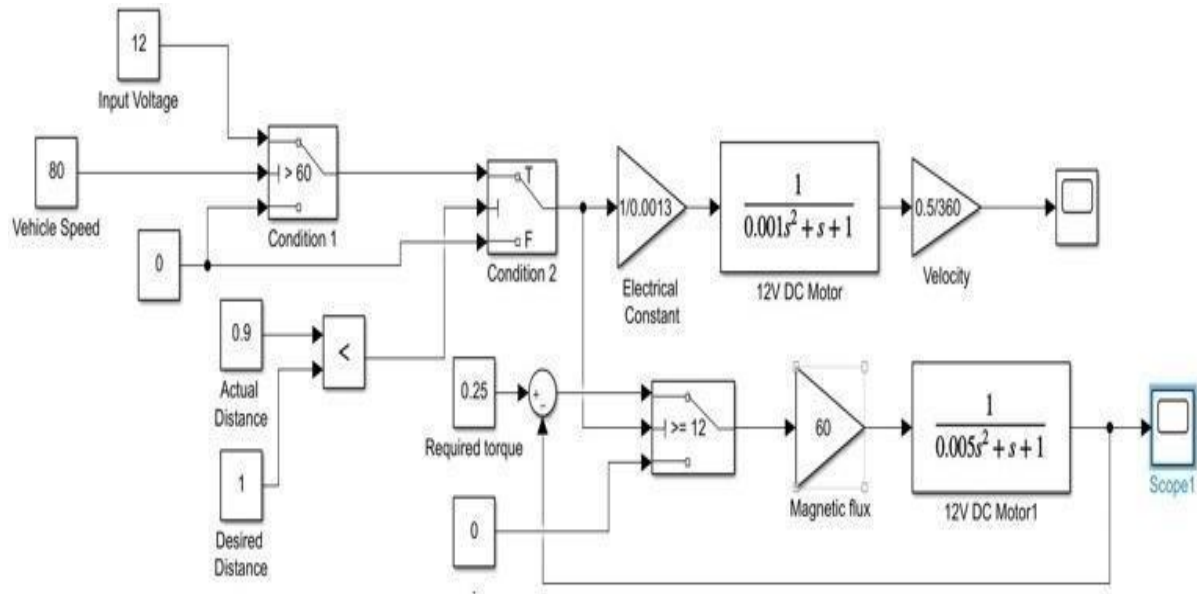 12
Input Voltage
80
Vehicle Speed
> 60
Condition 1
0
T
F
Condition 2
1/0.0013
Electrical
Constant
1
0.001s² + s + 1
12V DC Motor
0.5/360
Velocity
0.9
Actual
Distance
<
1
Desired
Distance
0.25
Required torque
+
−
>= 12
0
60
Magnetic flux
1
0.005s² + s + 1
12V DC Motor1
Scope1